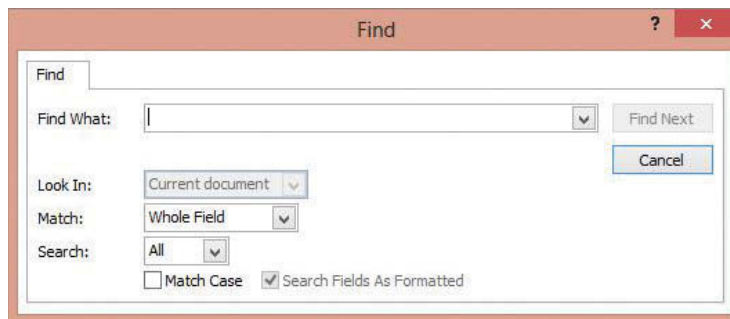 Find ?
Find
Find What: Find Next
Cancel
Look In: Current document
Match: Whole Field
Search: All
Match Case Search Fields As Formatted